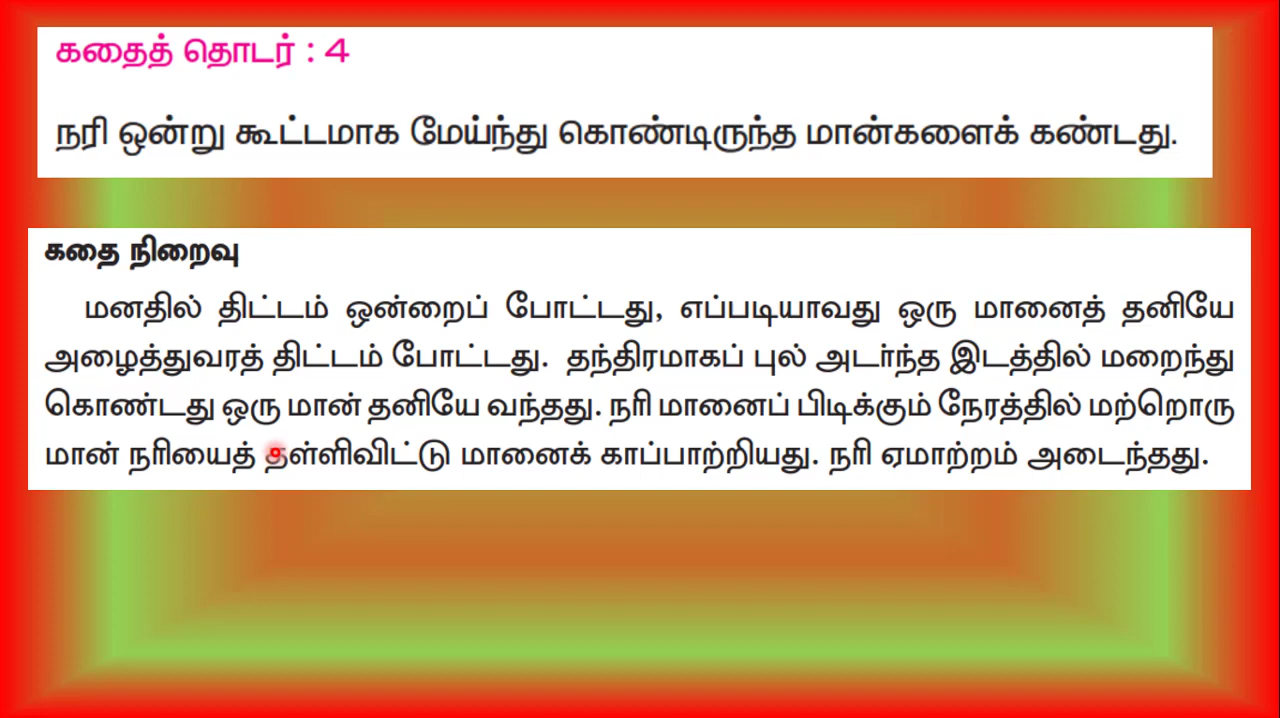 கதைத் தொடர் : 4
நரி ஒன்று கூட்டமாக மேய்ந்து கொண்டிருந்த மான்களைக் கண்டது.
கதை நிறைவு
மனதில் திட்டம் ஒன்றைப் போட்டது, எப்படியாவது ஒரு மானைத் தனியே
அழைத்துவரத் திட்டம் போட்டது. தந்திரமாகப் புல் அடர்ந்த இடத்தில் மறைந்து
கொண்டது ஒரு மான் தனியே வந்தது. நரி மானைப் பிடிக்கும் நேரத்தில் மற்றொரு
மான் நரியைத் தள்ளிவிட்டு மானைக் காப்பாற்றியது. நரி ஏமாற்றம் அடைந்தது.